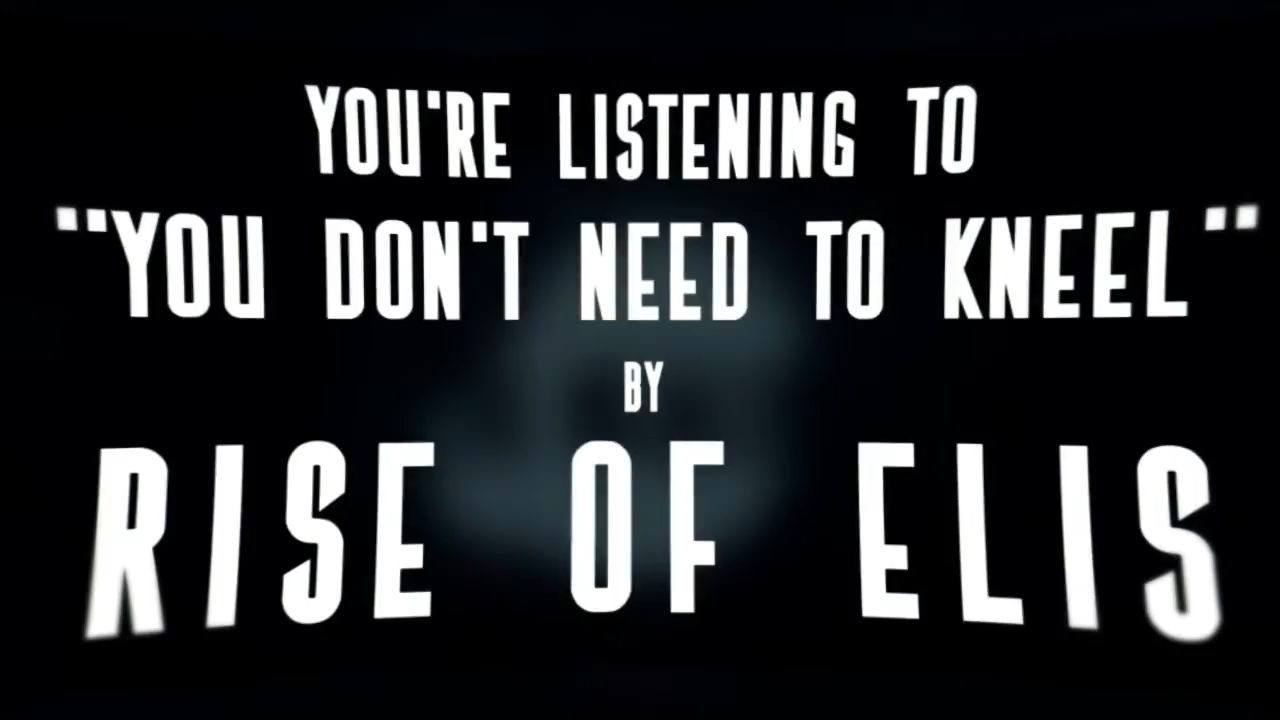 YOU'RE LISTENING TO
"YOU DON'T NEED TO KNEEL"
BY
RISE OF ELIS